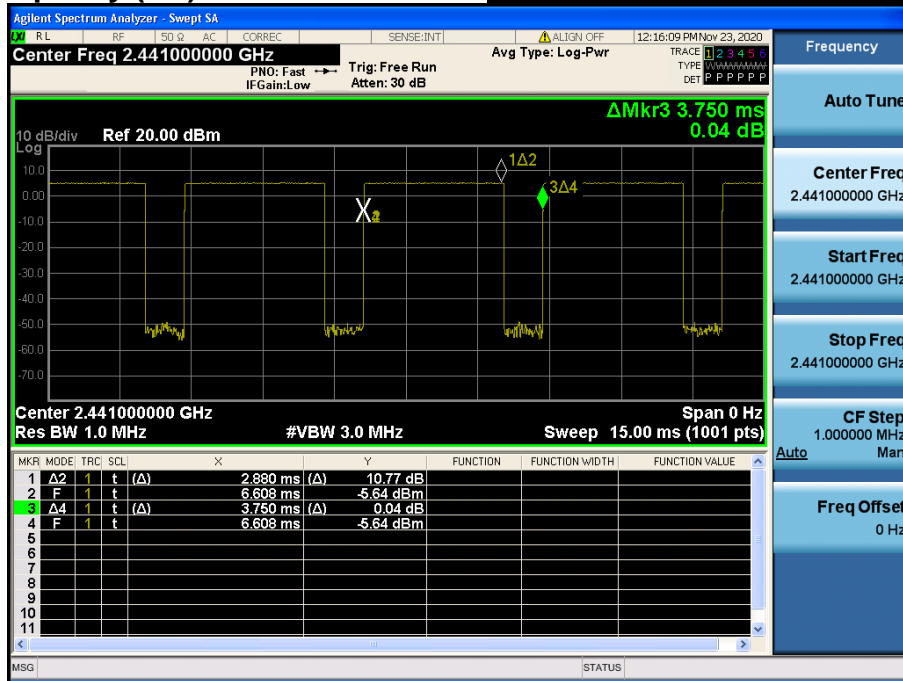 Agilent Spectrum Analyzer - Swept SA
LXI RL RF 50 Ω AC CORREC SENSE:INT ALIGN OFF 12:16:09 PM Nov 23, 2020
Center Freq 2.441000000 GHz
PNO: Fast
IFGain:Low
Trig: Free Run
Atten: 30 dB
Avg Type: Log-Pwr
TRACE 1 2 3 4 5 6
TYPE WWWWWW
DET P P P P P P
ΔMkr3 3.750 ms
0.04 dB
10 dB/div Ref 20.00 dBm
Log
10.0
0.00
-10.0
-20.0
-30.0
-40.0
-50.0
-60.0
-70.0
1Δ2
3Δ4
Center 2.441000000 GHz Span 0 Hz
Res BW 1.0 MHz #VBW 3.0 MHz Sweep 15.00 ms (1001 pts)
MKR MODE TRC SCL X Y FUNCTION FUNCTION WIDTH FUNCTION VALUE
1 Δ2 1 t (Δ) 2.880 ms (Δ) 10.77 dB
2 F 1 t 6.608 ms -5.64 dBm
3 Δ4 1 t (Δ) 3.750 ms (Δ) 0.04 dB
4 F 1 t 6.608 ms -5.64 dBm
5
6
7
8
9
10
11
MSG STATUS
Frequency
Auto Tune
Center Freq
2.441000000 GHz
Start Freq
2.441000000 GHz
Stop Freq
2.441000000 GHz
CF Step
1.000000 MHz
Auto Man
Freq Offset
0 Hz